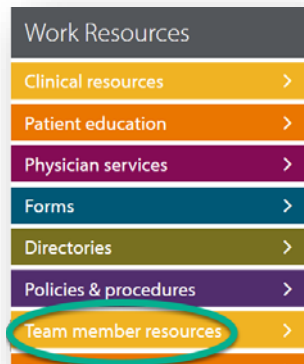 Work Resources
Clinical resources
Patient education
Physician services
Forms
Directories
Policies & procedures
Team member resources